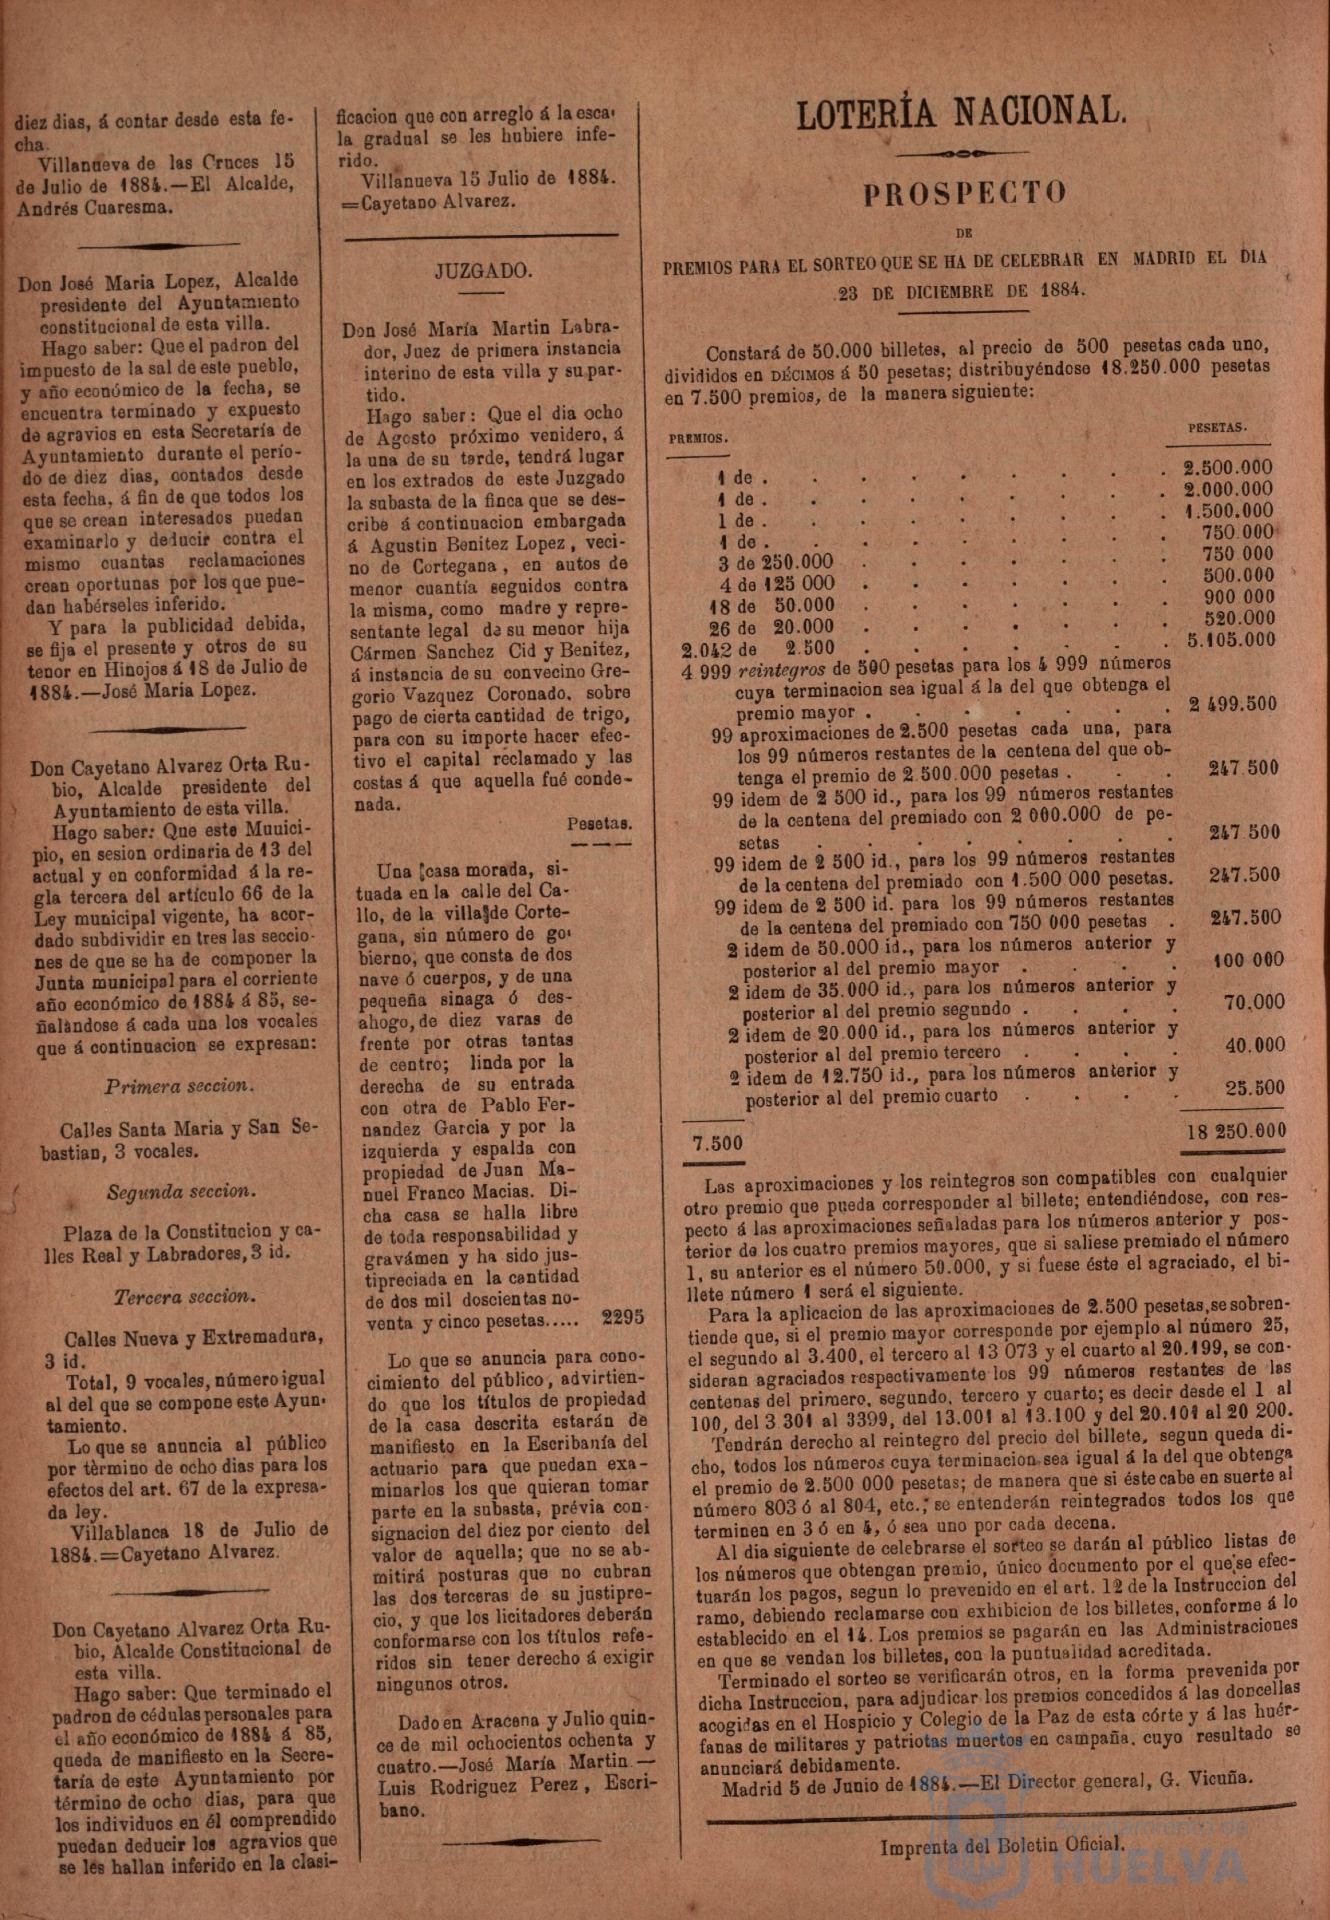 diez dias, á contar desde esta fe-
cha.
Villanueva de las Cruces 15
de Julio de 1884.—El Alcalde,
Andrés Cuaresma.
Don José Maria Lopez, Alcalde
presidente del Ayuntamiento
constitucional de esta villa.
Hago saber: Que el padron del
impuesto de la sal de este pueblo,
y año económico de la fecha, se
encuentra terminado y expuesto
de agravios en esta Secretaría de
Ayuntamiento durante el perío-
do de diez dias, contados desde
esta fecha, á fin de que todos los
que se crean interesados puedan
examinarlo y deducir contra el
mismo cuantas reclamaciones
crean oportunas por los que pue-
dan habérseles inferido.
Y para la publicidad debida,
se fija el presente y otros de su
tenor en Hinojos á 18 de Julio de
1884.—José Maria Lopez.
Don Cayetano Alvarez Orta Ru-
bio, Alcalde presidente del
Ayuntamiento de esta villa.
Hago saber: Que este Muuici-
pio, en sesion ordinaria de 13 del
actual y en conformidad á la re-
gla tercera del artículo 66 de la
Ley municipal vigente, ha acor-
dado subdividir en tres las seccio-
nes de que se ha de componer la
Junta municipal para el corriente
año económico de 1884 á 85, se-
ñalàndose á cada una los vocales
que á continuacion se expresan:
Primera seccion.
Calles Santa Maria y San Se-
bastian, 3 vocales.
Segunda seccion.
Plaza de la Constitucion y ca-
lles Real y Labradores, 3 id.
Tercera seccion.
Calles Nueva y Extremadura,
3 id.
Total, 9 vocales, número igual
al del que se compone este Ayun-
tamiento.
Lo que se anuncia al público
por tèrmino de ocho dias para los
efectos del art. 67 de la expresa-
da ley.
Villablanca 18 de Julio de
1884.=Cayetano Alvarez.
Don Cayetano Alvarez Orta Ru-
bio, Alcalde Constitucional de
esta villa.
Hago saber: Que terminado el
padron de cédulas personales para
el año económico de 1884 á 85,
queda de manifiesto en la Secre-
taría de este Ayuntamiento por
término de ocho dias, para que
los individuos en él comprendido
puedan deducir los agravios que
se les hallan inferido en la clasi-
ficacion que con arreglo á la esca-
la gradual se les hubiere infe-
rido.
Villanueva 15 Julio de 1884.
=Cayetano Alvarez.
JUZGADO.
Don José María Martin Labra-
dor, Juez de primera instancia
interino de esta villa y su par-
tido.
Hago saber: Que el dia ocho
de Agosto próximo venidero, á
la una de su tarde, tendrá lugar
en los extrados de este Juzgado
la subasta de la finca que se des-
cribe á continuacion embargada
á Agustin Benitez Lopez, veci-
no de Cortegana, en autos de
menor cuantía seguidos contra
la misma, como madre y repre-
sentante legal de su menor hija
Cármen Sanchez Cid y Benitez,
á instancia de su convecino Gre-
gorio Vazquez Coronado, sobre
pago de cierta cantidad de trigo,
para con su importe hacer efec-
tivo el capital reclamado y las
costas á que aquella fué conde-
nada.
Pesetas.
Una casa morada, si-
tuada en la calle del Ca-
llo, de la villa de Corte-
gana, sin número de go-
bierno, que consta de dos
nave ó cuerpos, y de una
pequeña sinaga ó des-
ahogo, de diez varas de
frente por otras tantas
de centro; linda por la
derecha de su entrada
con otra de Pablo Fer-
nandez Garcia y por la
izquierda y espalda con
propiedad de Juan Ma-
nuel Franco Macias. Di-
cha casa se halla libre
de toda responsabilidad y
gravámen y ha sido jus-
tipreciada en la cantidad
de dos mil doscientas no-
venta y cinco pesetas..... 2295
Lo que se anuncia para cono-
cimiento del público, advirtien-
do que los títulos de propiedad
de la casa descrita estarán de
manifiesto en la Escribanía del
actuario para que puedan exa-
minarlos los que quieran tomar
parte en la subasta, prévia con-
signacion del diez por ciento del
valor de aquella; que no se ab-
mitirá posturas que no cubran
las dos terceras de su justipre-
cio, y que los licitadores deberán
conformarse con los títulos refe-
ridos sin tener derecho á exigir
ningunos otros.
Dado en Aracena y Julio quin-
ce de mil ochocientos ochenta y
cuatro.—José María Martin.—
Luis Rodriguez Perez, Escri-
bano.
LOTERÍA NACIONAL.
PROSPECTO
DE
PREMIOS PARA EL SORTEO QUE SE HA DE CELEBRAR EN MADRID EL DIA
23 DE DICIEMBRE DE 1884.
Constará de 50.000 billetes, al precio de 500 pesetas cada uno,
divididos en DÉCIMOS á 50 pesetas; distribuyéndose 18.250.000 pesetas
en 7.500 premios, de la manera siguiente:
PREMIOS. PESETAS.
1 de . . . . . . . . . 2.500.000
1 de . . . . . . . . . 2.000.000
1 de . . . . . . . . . 1.500.000
1 de . . . . . . . . . 750.000
3 de 250.000 . . . . . . . 750 000
4 de 125 000 . . . . . . . 500.000
18 de 50.000 . . . . . . . 900 000
26 de 20.000 . . . . . . . 520.000
2.042 de 2.500 . . . . . . . 5.105.000
4 999 reintegros de 500 pesetas para los 4 999 números
cuya terminacion sea igual á la del que obtenga el
premio mayor . . . . . . . 2 499.500
99 aproximaciones de 2.500 pesetas cada una, para
los 99 números restantes de la centena del que ob-
tenga el premio de 2.500.000 pesetas . . . 247.500
99 idem de 2 500 id., para los 99 números restantes
de la centena del premiado con 2 000.000 de pe-
setas . . . . . . . . 247.500
99 idem de 2 500 id., para los 99 números restantes
de la centena del premiado con 1.500 000 pesetas. 247.500
99 idem de 2 500 id. para los 99 números restantes
de la centena del premiado con 750 000 pesetas . 247.500
2 idem de 50.000 id., para los números anterior y
posterior al del premio mayor . . . . 100 000
2 idem de 35.000 id., para los números anterior y
posterior al del premio segundo . . . . 70.000
2 idem de 20.000 id., para los números anterior y
posterior al del premio tercero . . . . 40.000
2 idem de 12.750 id., para los números anterior y
posterior al del premio cuarto . . . . 25.500
7.500 18 250.000
Las aproximaciones y los reintegros son compatibles con cualquier
otro premio que pueda corresponder al billete; entendiéndose, con res-
pecto á las aproximaciones señaladas para los números anterior y pos-
terior de los cuatro premios mayores, que si saliese premiado el número
1, su anterior es el número 50.000, y si fuese éste el agraciado, el bi-
llete número 1 será el siguiente.
Para la aplicacion de las aproximaciones de 2.500 pesetas, se sobren-
tiende que, si el premio mayor corresponde por ejemplo al número 25,
el segundo al 3.400, el tercero al 13 073 y el cuarto al 20.199, se con-
sideran agraciados respectivamente los 99 números restantes de las
centenas del primero, segundo, tercero y cuarto; es decir desde el 1 al
100, del 3 301 al 3399, del 13.001 al 13.100 y del 20.101 al 20 200.
Tendrán derecho al reintegro del precio del billete, segun queda di-
cho, todos los números cuya terminacion sea igual á la del que obtenga
el premio de 2.500 000 pesetas; de manera que si éste cabe en suerte al
número 803 ó al 804, etc.; se entenderán reintegrados todos los que
terminen en 3 ó en 4, ó sea uno por cada decena.
Al dia siguiente de celebrarse el sorteo se darán al público listas de
los números que obtengan premio, único documento por el que se efec-
tuarán los pagos, segun lo prevenido en el art. 12 de la Instruccion del
ramo, debiendo reclamarse con exhibicion de los billetes, conforme á lo
establecido en el 14. Los premios se pagarán en las Administraciones
en que se vendan los billetes, con la puntualidad acreditada.
Terminado el sorteo se verificarán otros, en la forma prevenida por
dicha Instruccion, para adjudicar los premios concedidos á las doncellas
acogidas en el Hospicio y Colegio de la Paz de esta córte y á las huér-
fanas de militares y patriotas muertos en campaña, cuyo resultado se
anunciará debidamente.
Madrid 5 de Junio de 1884.—El Director general, G. Vicuña.
Imprenta del Boletin Oficial.
Ayuntamiento de
HUELVA